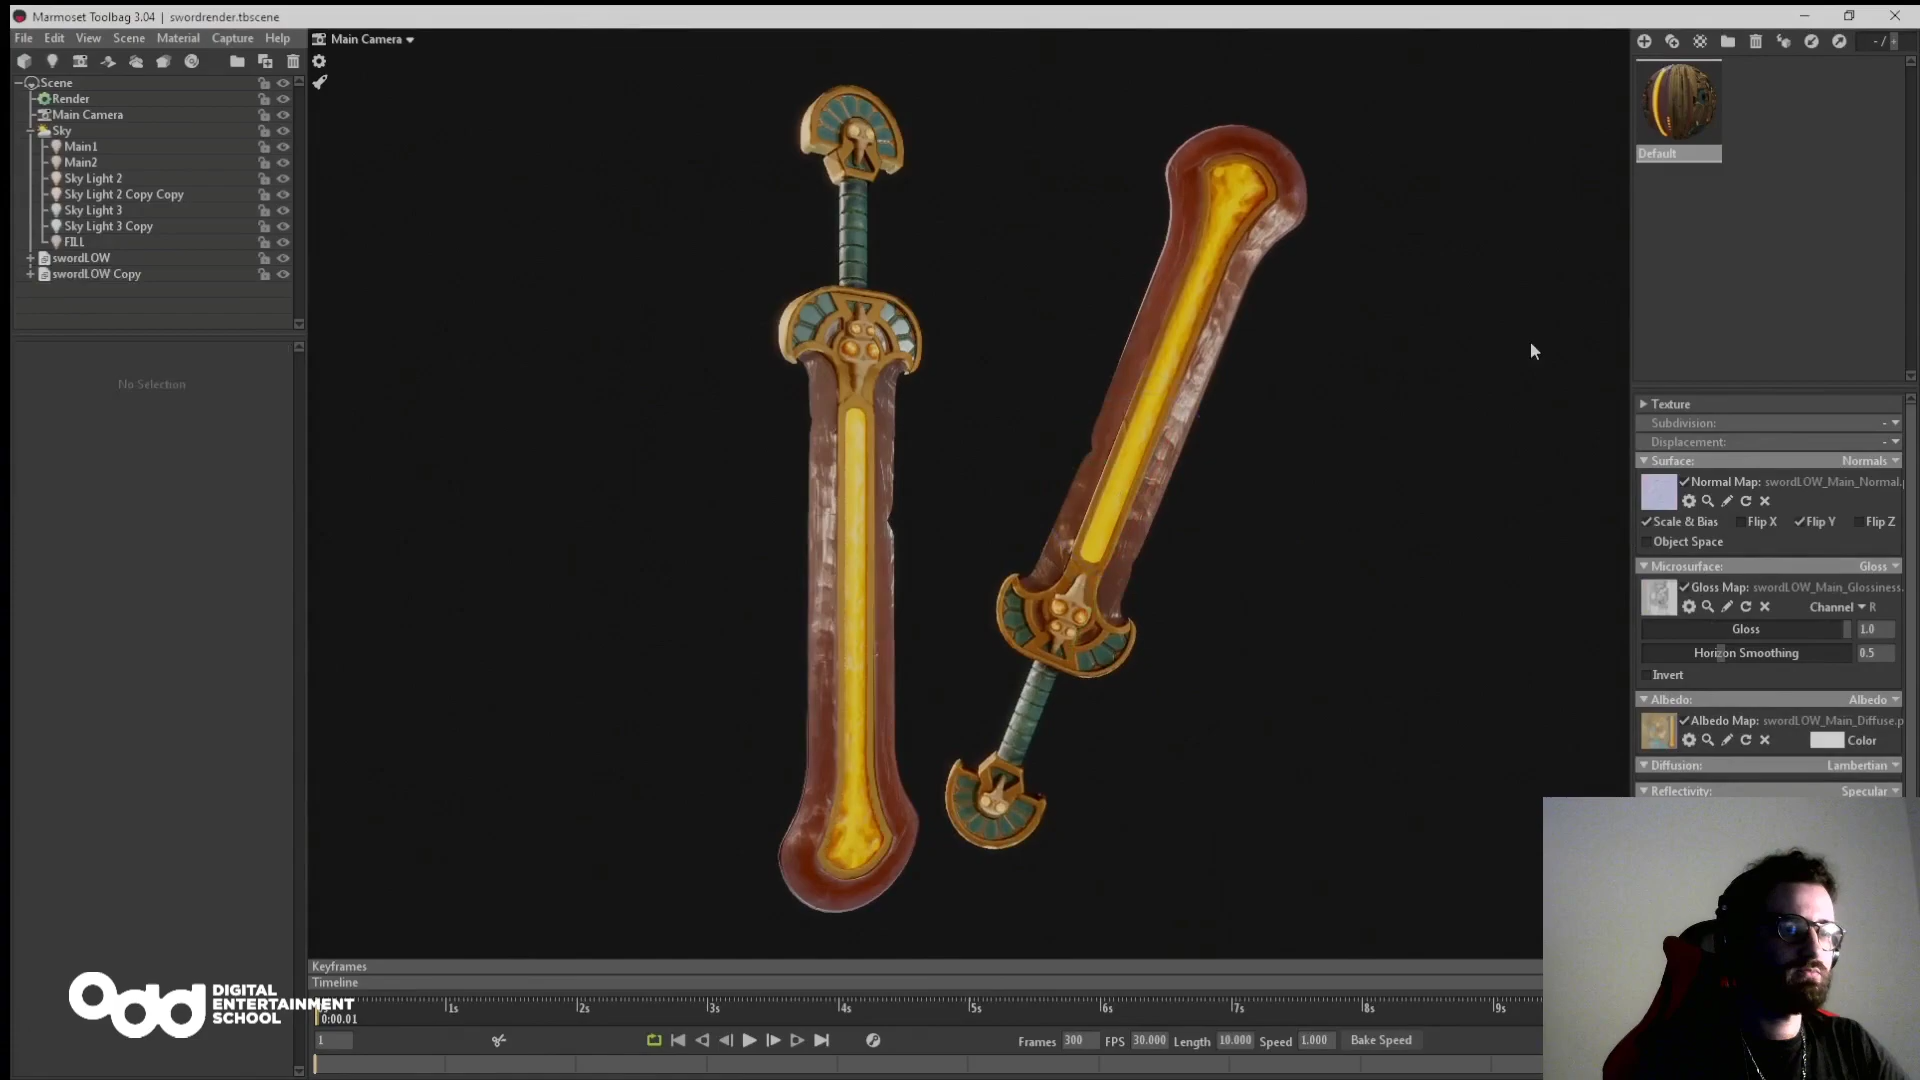 Marmoset Toolbag 3.04 | swordrender.tbscene
File Edit View Scene Material Capture Help
Main Camera
- / -
Scene
Render
Main Camera
Sky
Main1
Main2
Sky Light 2
Sky Light 2 Copy Copy
Sky Light 3
Sky Light 3 Copy
FILL
swordLOW
swordLOW Copy
No Selection
Default
Texture
Subdivision: -
Displacement: -
Surface: Normals
Normal Map: swordLOW_Main_Normal.
Scale & Bias Flip X Flip Y Flip Z
Object Space
Microsurface: Gloss
Gloss Map: swordLOW_Main_Glossiness.
Channel R
Gloss 1.0
Horizon Smoothing 0.5
Invert
Albedo: Albedo
Albedo Map: swordLOW_Main_Diffuse.p
Color
Diffusion: Lambertian
Reflectivity: Specular
Keyframes
Timeline
1s 2s 3s 4s 5s 6s 7s 8s 9s
0:00.01
1
Frames 300 FPS 30.000 Length 10.000 Speed 1.000 Bake Speed
odd DIGITAL
ENTERTAINMENT
SCHOOL